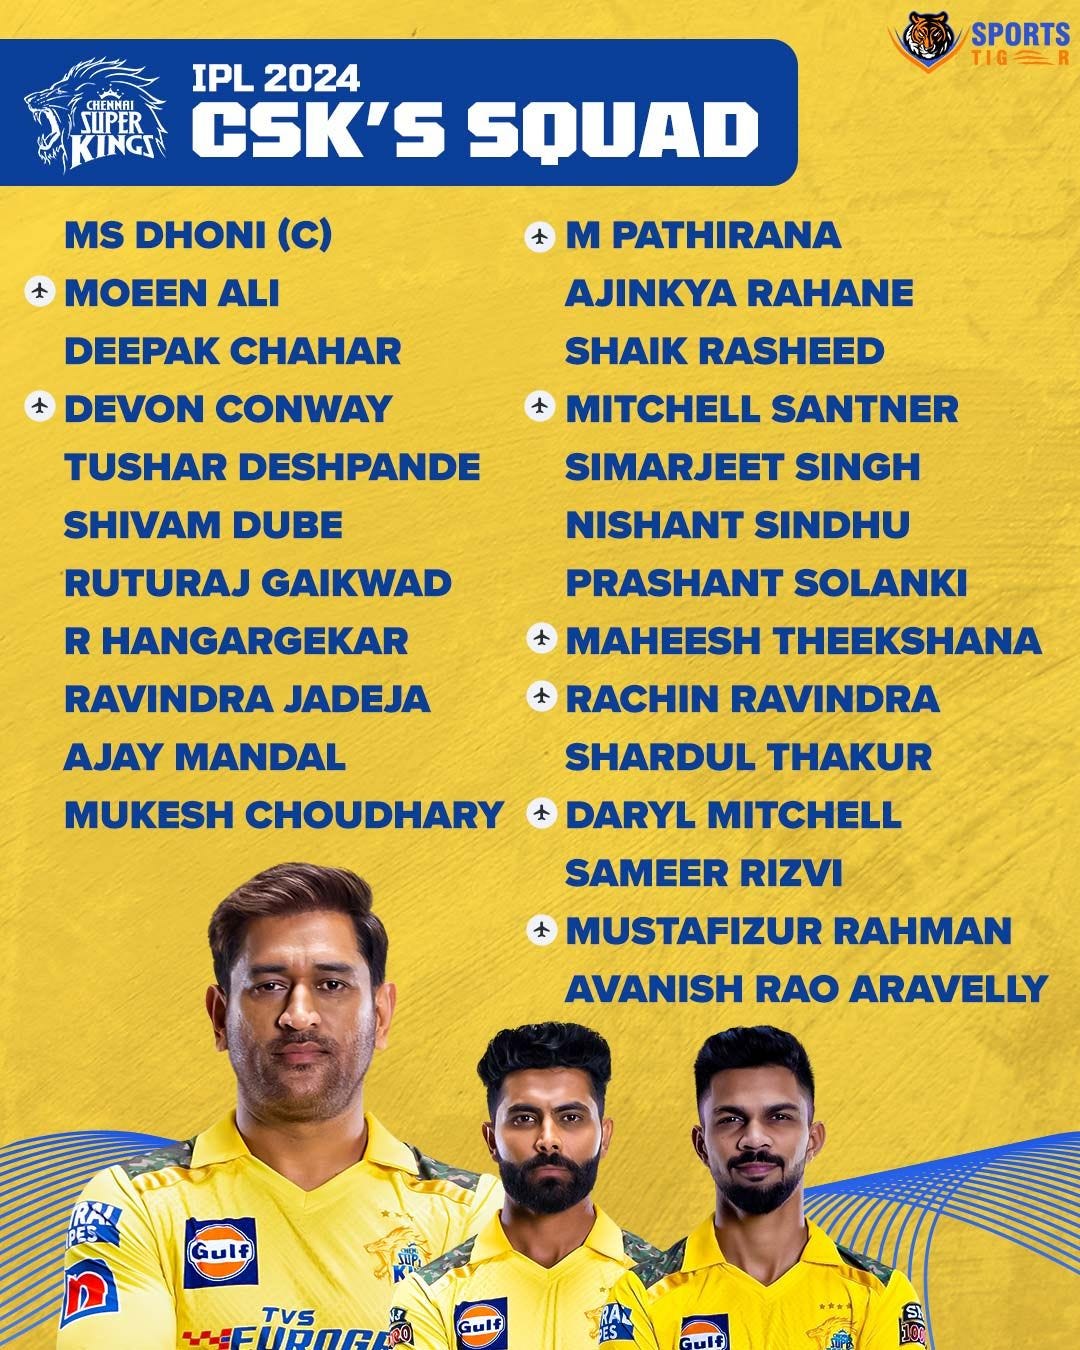 SPORTS
TIGER
CHENNAI
SUPER
KINGS
IPL 2024
CSK'S SQUAD
MS DHONI (C)
MOEEN ALI
DEEPAK CHAHAR
DEVON CONWAY
TUSHAR DESHPANDE
SHIVAM DUBE
RUTURAJ GAIKWAD
R HANGARGEKAR
RAVINDRA JADEJA
AJAY MANDAL
MUKESH CHOUDHARY
M PATHIRANA
AJINKYA RAHANE
SHAIK RASHEED
MITCHELL SANTNER
SIMARJEET SINGH
NISHANT SINDHU
PRASHANT SOLANKI
MAHEESH THEEKSHANA
RACHIN RAVINDRA
SHARDUL THAKUR
DARYL MITCHELL
SAMEER RIZVI
MUSTAFIZUR RAHMAN
AVANISH RAO ARAVELLY
Gulf
TVS
Gulf
Gulf